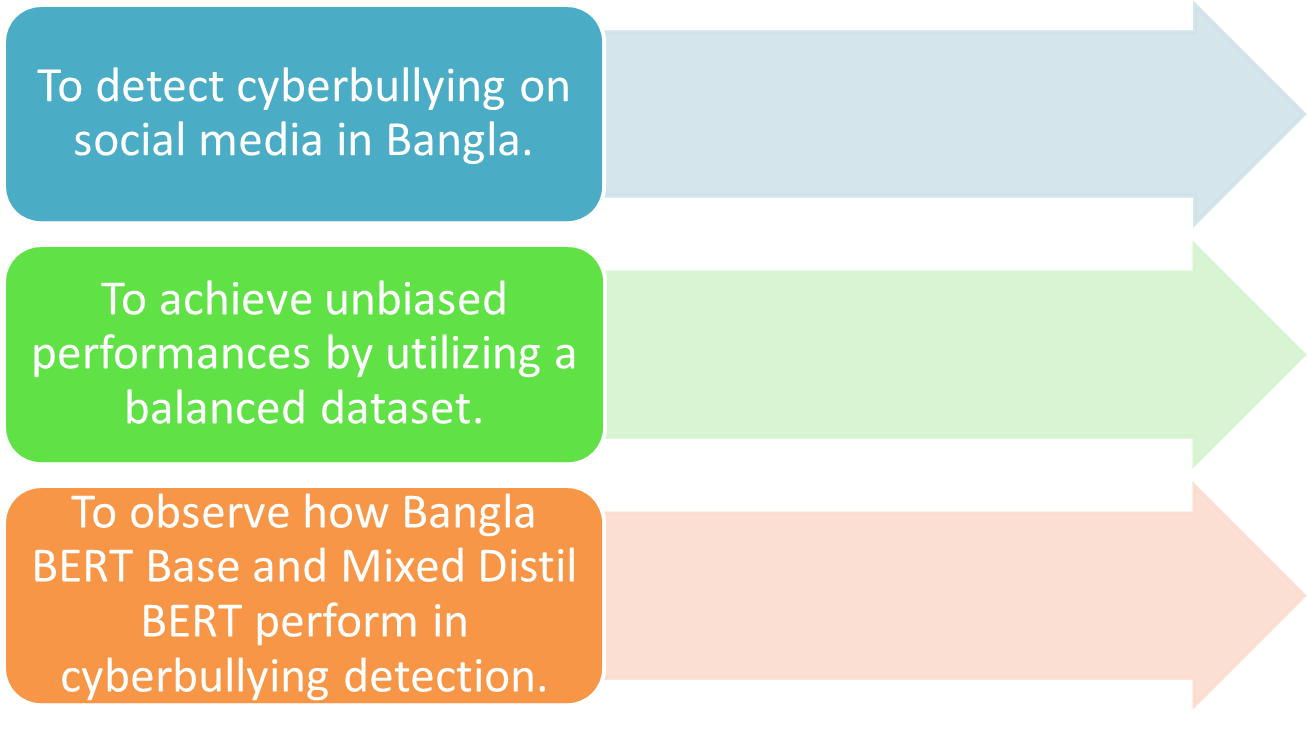 To detect cyberbullying on
social media in Bangla.
To achieve unbiased
performances by utilizing a
balanced dataset.
To observe how Bangla
BERT Base and Mixed Distil
BERT perform in
cyberbullying detection.